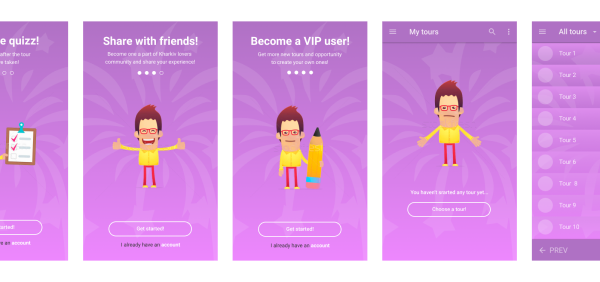 e quizz!
after the tour
e an account
Share with friends!
Become one a part of Kharkiv lovers
community and share your experience!
Get started!
I already have an account
Become a VIP user!
Get more new tours and opportunity
to create your own ones!
Get started!
I already have an account
My tours
You haven't started any tour yet...
Choose a tour!
All tours
Tour 1
Tour 2
Tour 3
Tour 4
Tour 5
Tour 6
Tour 8
Tour 9
Tour 10
PREV